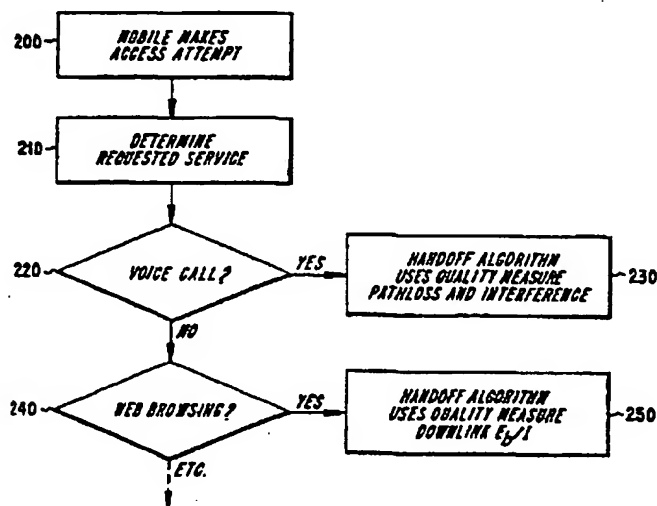 200
MOBILE MAKES
ACCESS ATTEMPT
210
DETERMINE
REQUESTED SERVICE
220
VOICE CALL?
YES
HANDOFF ALGORITHM
USES QUALITY MEASURE
PATHLOSS AND INTERFERENCE
230
NO
240
WEB BROWSING?
YES
HANDOFF ALGORITHM
USES QUALITY MEASURE
DOWNLINK Eb/I
250
ETC.